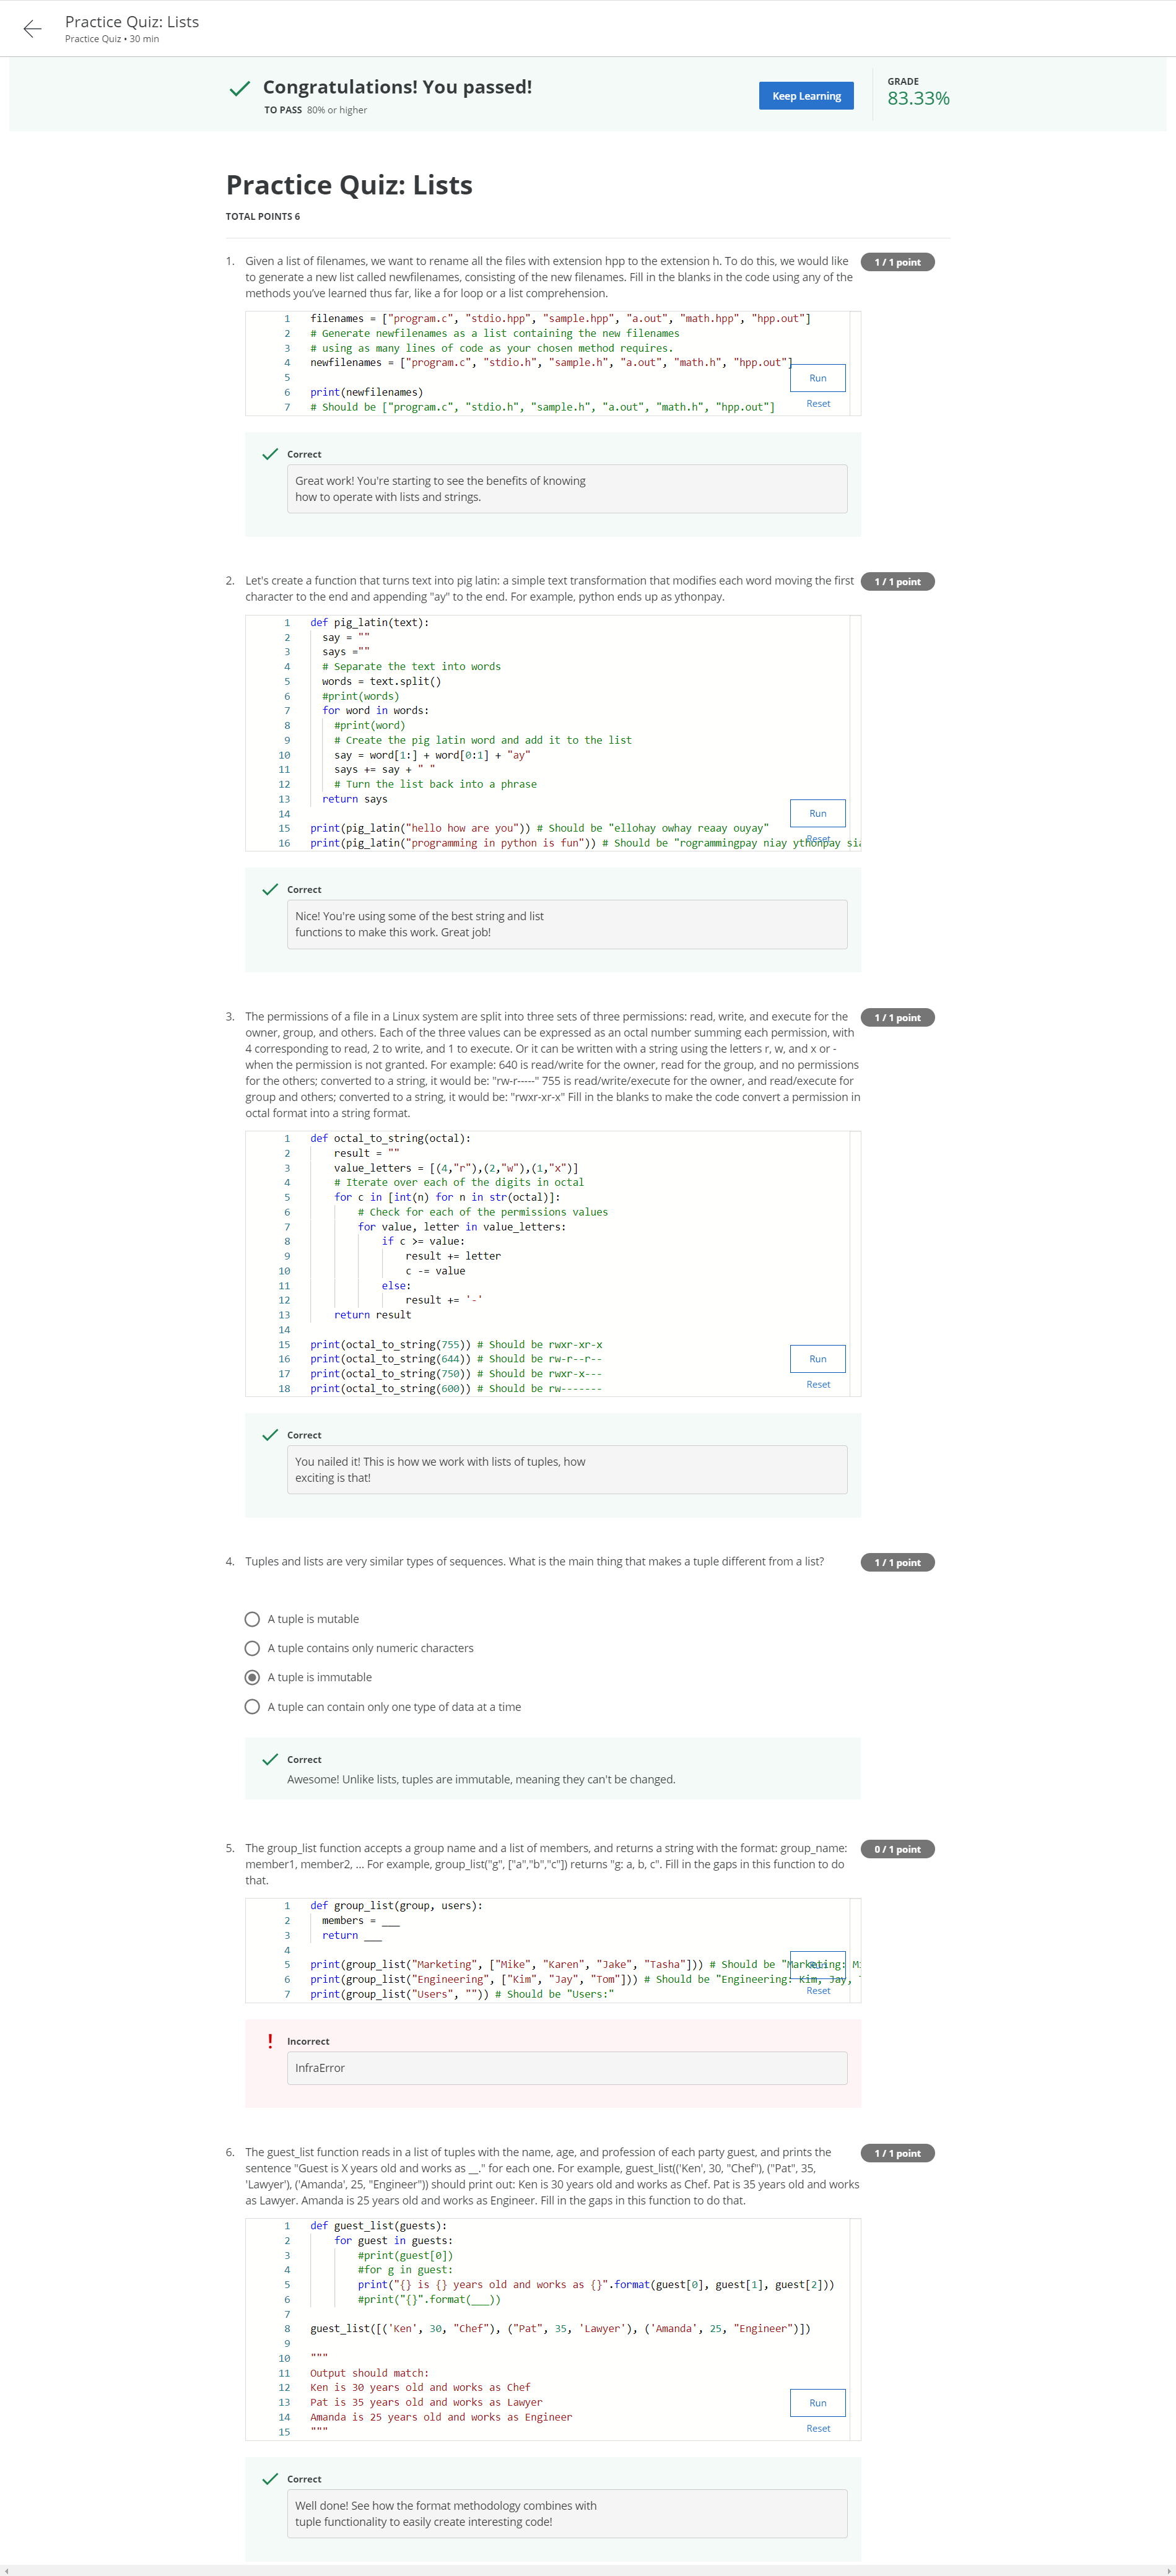 Practice Quiz: Lists
Practice Quiz • 30 min
Congratulations! You passed!
TO PASS 80% or higher
Keep Learning
GRADE
83.33%
Practice Quiz: Lists
TOTAL POINTS 6
1. Given a list of filenames, we want to rename all the files with extension hpp to the extension h. To do this, we would like
to generate a new list called newfilenames, consisting of the new filenames. Fill in the blanks in the code using any of the
methods you've learned thus far, like a for loop or a list comprehension.
1 / 1 point
1 filenames = ["program.c", "stdio.hpp", "sample.hpp", "a.out", "math.hpp", "hpp.out"]
2 # Generate newfilenames as a list containing the new filenames
3 # using as many lines of code as your chosen method requires.
4 newfilenames = ["program.c", "stdio.h", "sample.h", "a.out", "math.h", "hpp.out"]
5
6 print(newfilenames)
7 # Should be ["program.c", "stdio.h", "sample.h", "a.out", "math.h", "hpp.out"]
Run
Reset
Correct
Great work! You're starting to see the benefits of knowing
how to operate with lists and strings.
2. Let's create a function that turns text into pig latin: a simple text transformation that modifies each word moving the first
character to the end and appending "ay" to the end. For example, python ends up as ythonpay.
1 / 1 point
1 def pig_latin(text):
2 say = ""
3 says =""
4 # Separate the text into words
5 words = text.split()
6 #print(words)
7 for word in words:
8 #print(word)
9 # Create the pig latin word and add it to the list
10 say = word[1:] + word[0:1] + "ay"
11 says += say + " "
12 # Turn the list back into a phrase
13 return says
14
15 print(pig_latin("hello how are you")) # Should be "ellohay owhay reaay ouyay"
16 print(pig_latin("programming in python is fun")) # Should be "rogrammingpay niay ythonpay sia
Run
Reset
Correct
Nice! You're using some of the best string and list
functions to make this work. Great job!
3. The permissions of a file in a Linux system are split into three sets of three permissions: read, write, and execute for the
owner, group, and others. Each of the three values can be expressed as an octal number summing each permission, with
4 corresponding to read, 2 to write, and 1 to execute. Or it can be written with a string using the letters r, w, and x or -
when the permission is not granted. For example: 640 is read/write for the owner, read for the group, and no permissions
for the others; converted to a string, it would be: "rw-r-----" 755 is read/write/execute for the owner, and read/execute for
group and others; converted to a string, it would be: "rwxr-xr-x" Fill in the blanks to make the code convert a permission in
octal format into a string format.
1 / 1 point
1 def octal_to_string(octal):
2 result = ""
3 value_letters = [(4,"r"),(2,"w"),(1,"x")]
4 # Iterate over each of the digits in octal
5 for c in [int(n) for n in str(octal)]:
6 # Check for each of the permissions values
7 for value, letter in value_letters:
8 if c >= value:
9 result += letter
10 c -= value
11 else:
12 result += '-'
13 return result
14
15 print(octal_to_string(755)) # Should be rwxr-xr-x
16 print(octal_to_string(644)) # Should be rw-r--r--
17 print(octal_to_string(750)) # Should be rwxr-x---
18 print(octal_to_string(600)) # Should be rw-------
Run
Reset
Correct
You nailed it! This is how we work with lists of tuples, how
exciting is that!
4. Tuples and lists are very similar types of sequences. What is the main thing that makes a tuple different from a list?
1 / 1 point
A tuple is mutable
A tuple contains only numeric characters
A tuple is immutable
A tuple can contain only one type of data at a time
Correct
Awesome! Unlike lists, tuples are immutable, meaning they can't be changed.
5. The group_list function accepts a group name and a list of members, and returns a string with the format: group_name:
member1, member2, ... For example, group_list("g", ["a","b","c"]) returns "g: a, b, c". Fill in the gaps in this function to do
that.
0 / 1 point
1 def group_list(group, users):
2 members = ___
3 return ___
4
5 print(group_list("Marketing", ["Mike", "Karen", "Jake", "Tasha"])) # Should be "Marketing: Mi
6 print(group_list("Engineering", ["Kim", "Jay", "Tom"])) # Should be "Engineering: Kim, Jay,
7 print(group_list("Users", "")) # Should be "Users:"
Run
Reset
Incorrect
InfraError
6. The guest_list function reads in a list of tuples with the name, age, and profession of each party guest, and prints the
sentence "Guest is X years old and works as __." for each one. For example, guest_list(('Ken', 30, "Chef"), ("Pat", 35,
'Lawyer'), ('Amanda', 25, "Engineer")) should print out: Ken is 30 years old and works as Chef. Pat is 35 years old and works
as Lawyer. Amanda is 25 years old and works as Engineer. Fill in the gaps in this function to do that.
1 / 1 point
1 def guest_list(guests):
2 for guest in guests:
3 #print(guest[0])
4 #for g in guest:
5 print("{} is {} years old and works as {}".format(guest[0], guest[1], guest[2]))
6 #print("{}".format(___))
7
8 guest_list([('Ken', 30, "Chef"), ("Pat", 35, 'Lawyer'), ('Amanda', 25, "Engineer")])
9
10 """
11 Output should match:
12 Ken is 30 years old and works as Chef
13 Pat is 35 years old and works as Lawyer
14 Amanda is 25 years old and works as Engineer
15 """
Run
Reset
Correct
Well done! See how the format methodology combines with
tuple functionality to easily create interesting code!